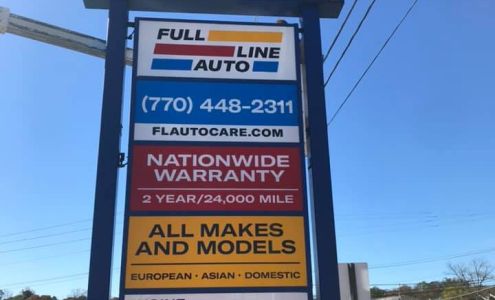 FULL
LINE
AUTO
(770) 448-2311
FLAUTOCARE.COM
NATIONWIDE
WARRANTY
2 YEAR/24,000 MILE
ALL MAKES
AND MODELS
EUROPEAN • ASIAN • DOMESTIC